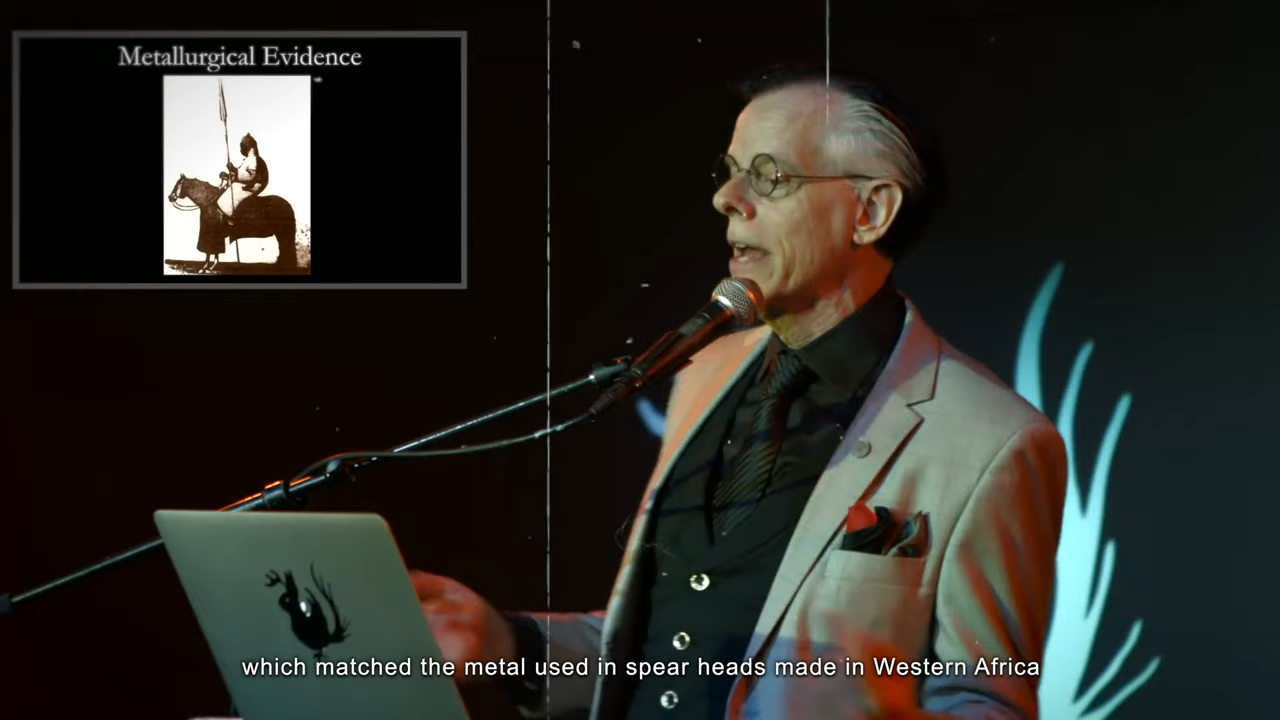 Metallurgical Evidence
which matched the metal used in spear heads made in Western Africa